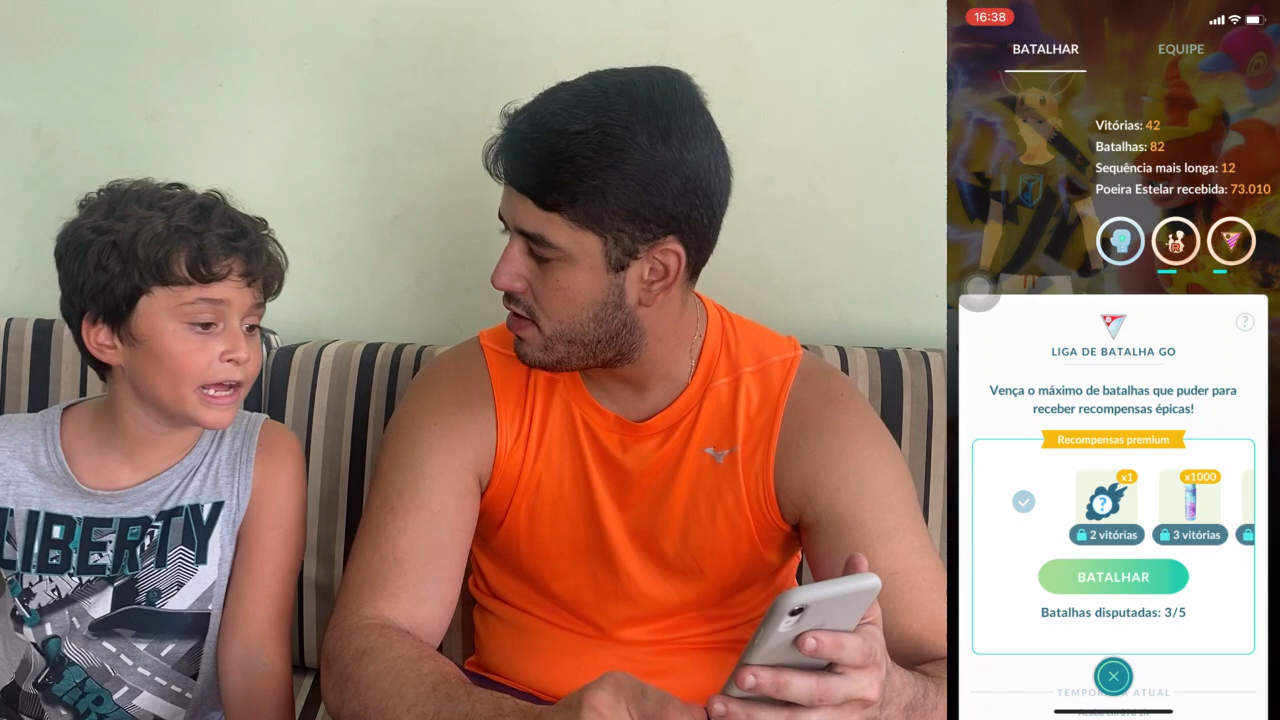 LIBERTY
16:38
BATALHAR
EQUIPE
Vitórias: 42
Batalhas: 82
Sequência mais longa: 12
Poeira Estelar recebida: 73.010
?
LIGA DE BATALHA GO
Vença o máximo de batalhas que puder para
receber recompensas épicas!
Recompensas premium
x1
x1000
?
2 vitórias
3 vitórias
BATALHAR
Batalhas disputadas: 3/5